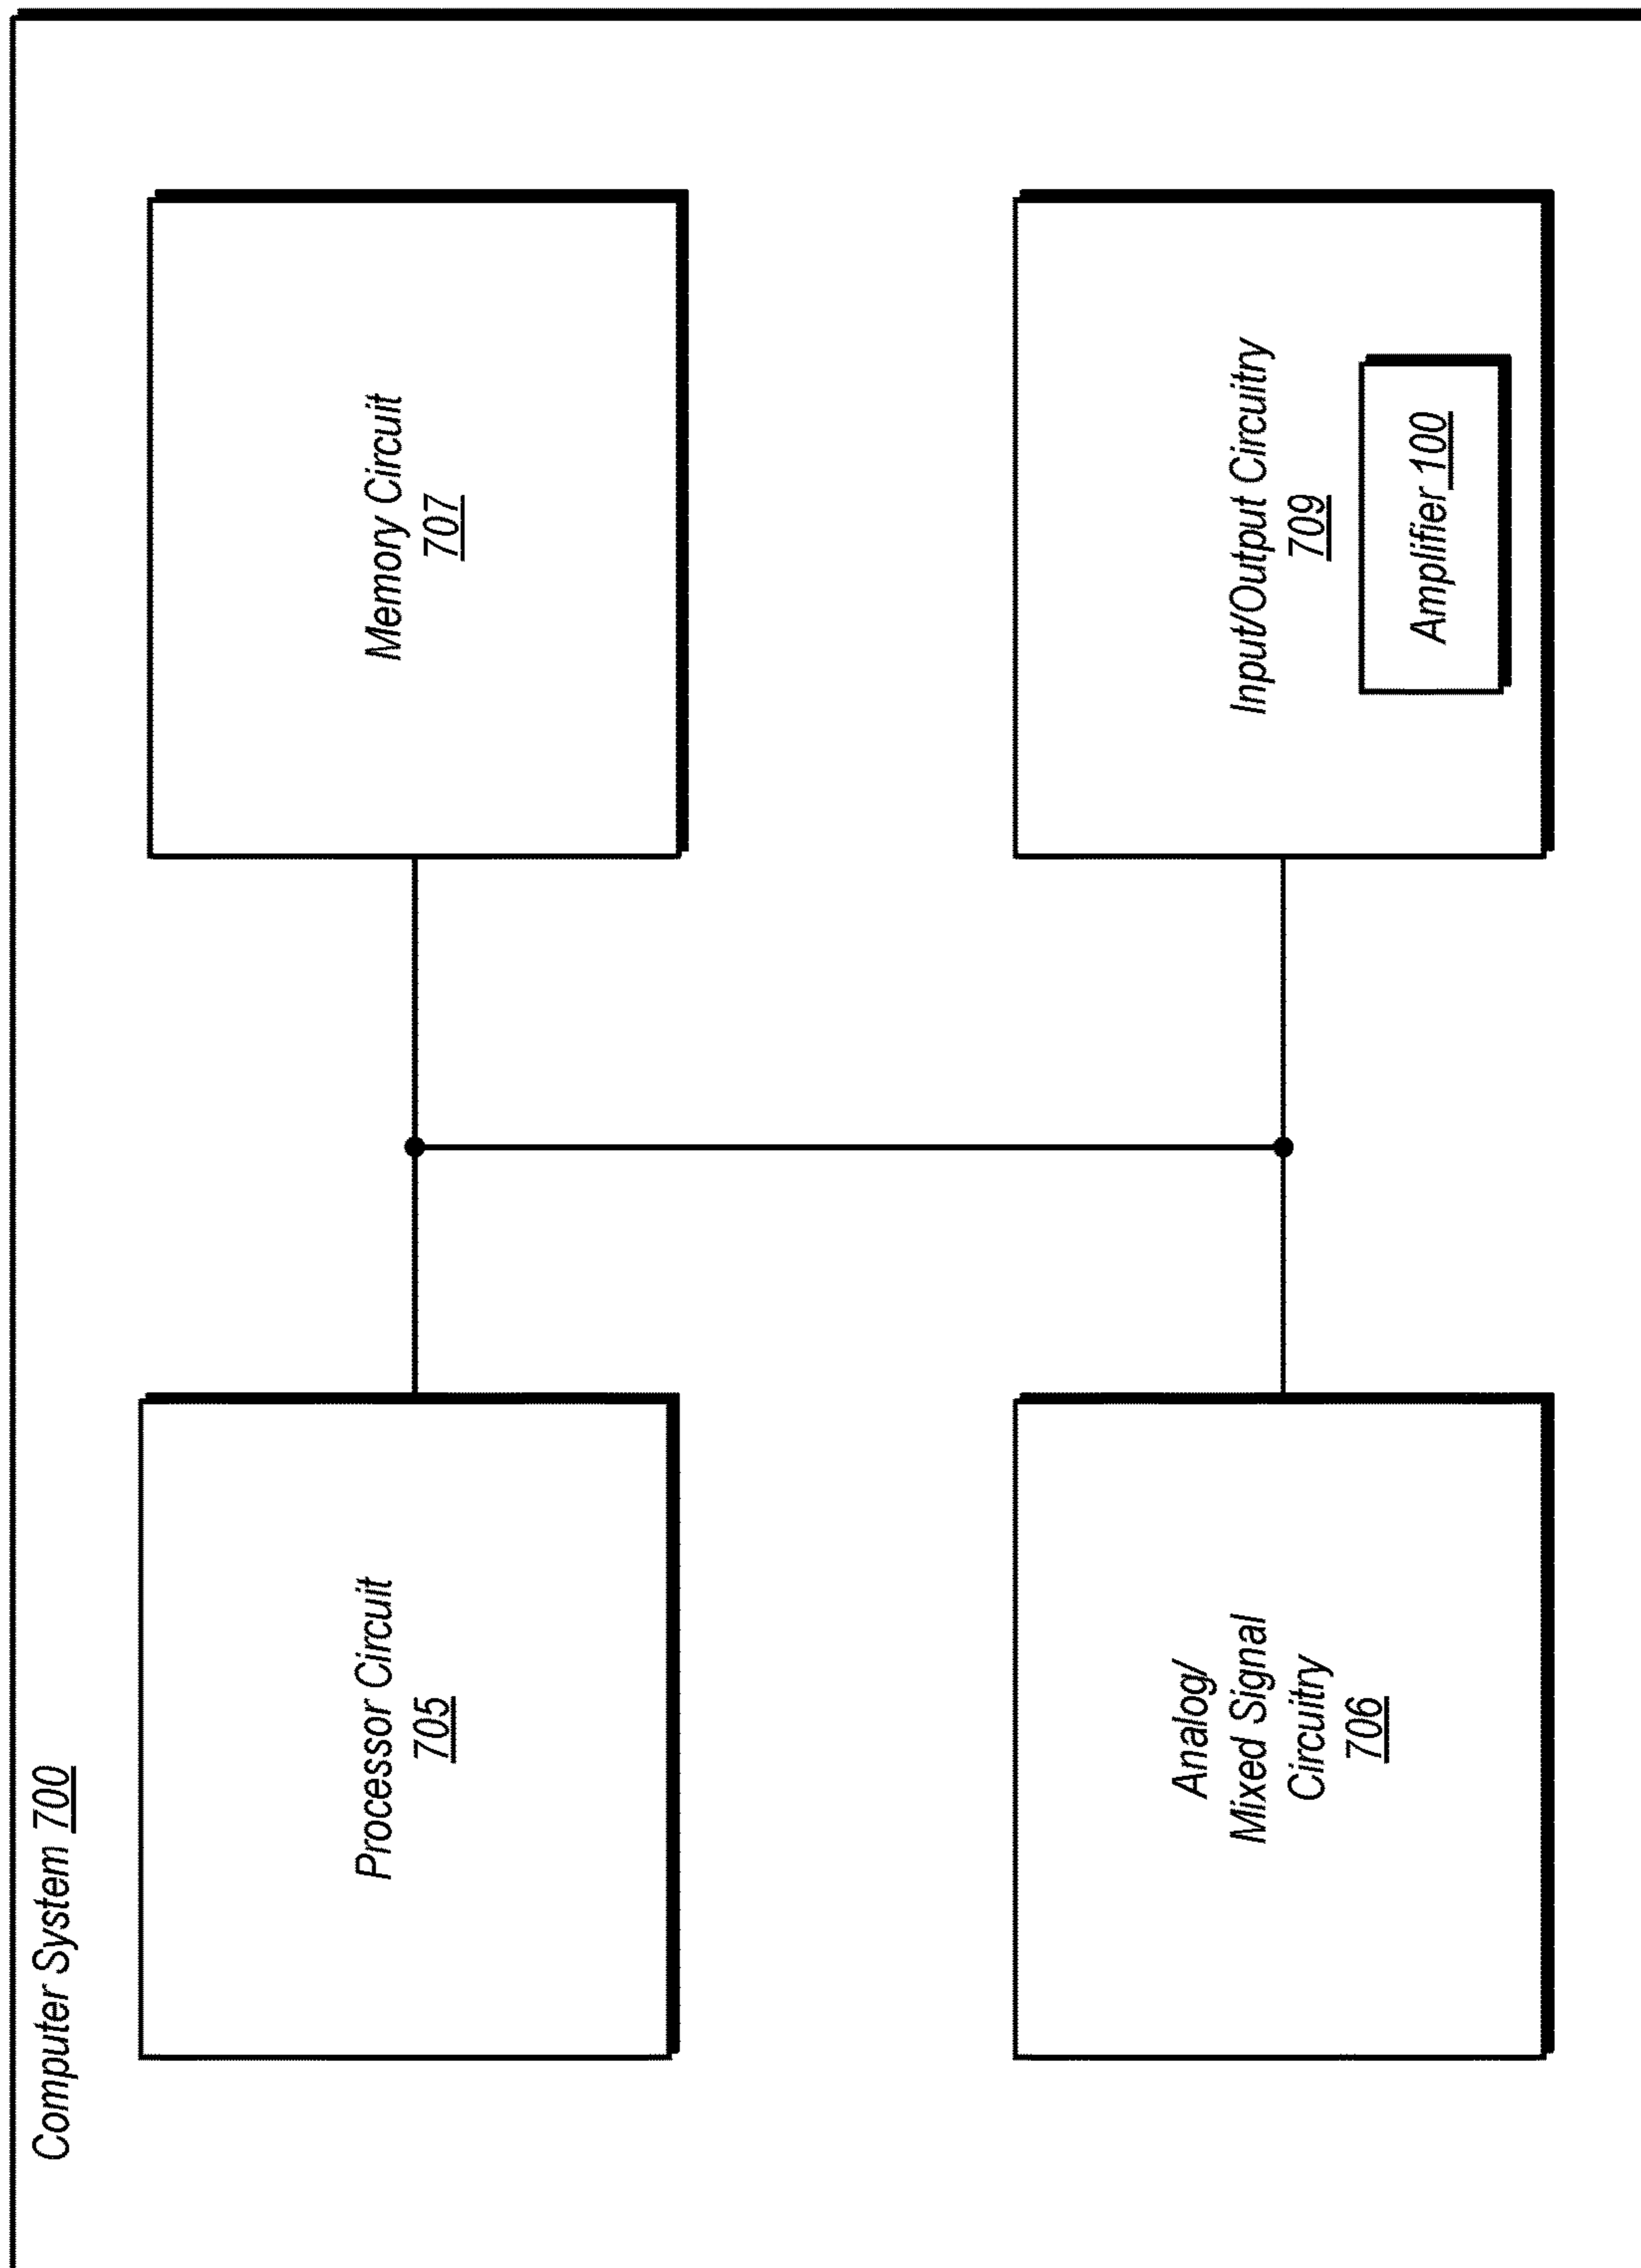 Computer System 700
Processor Circuit
705
Memory Circuit
707
Analog/
Mixed Signal
Circuitry
706
Input/Output Circuitry
709
Amplifier 100